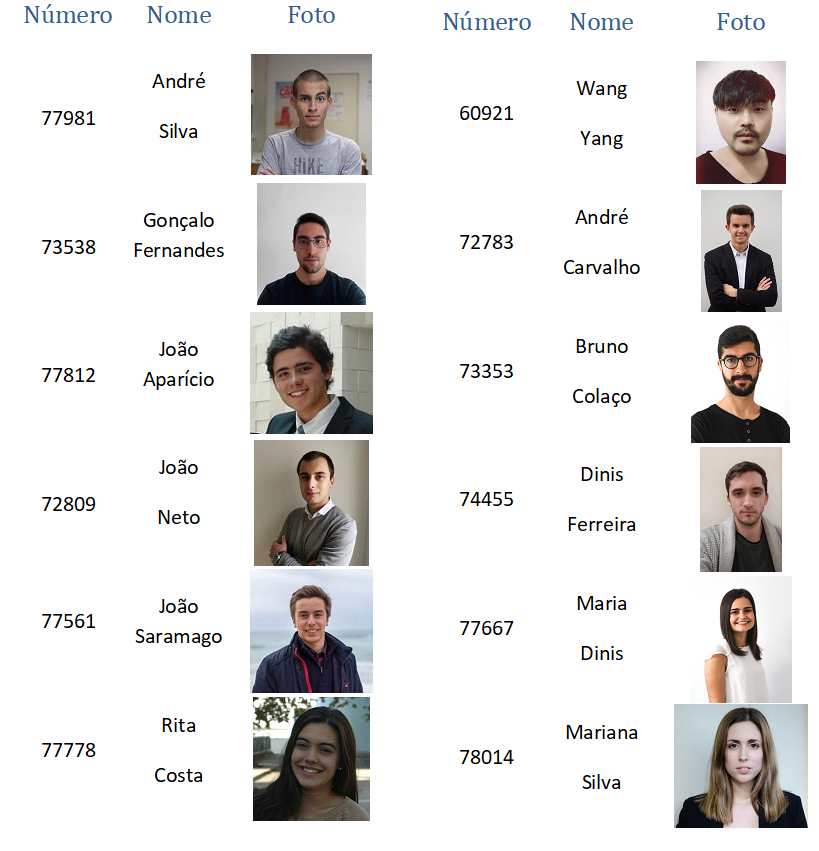 Número Nome Foto
77981 André Silva
73538 Gonçalo Fernandes
77812 João Aparício
72809 João Neto
77561 João Saramago
77778 Rita Costa
Número Nome Foto
60921 Wang Yang
72783 André Carvalho
73353 Bruno Colaço
74455 Dinis Ferreira
77667 Maria Dinis
78014 Mariana Silva
HIKE